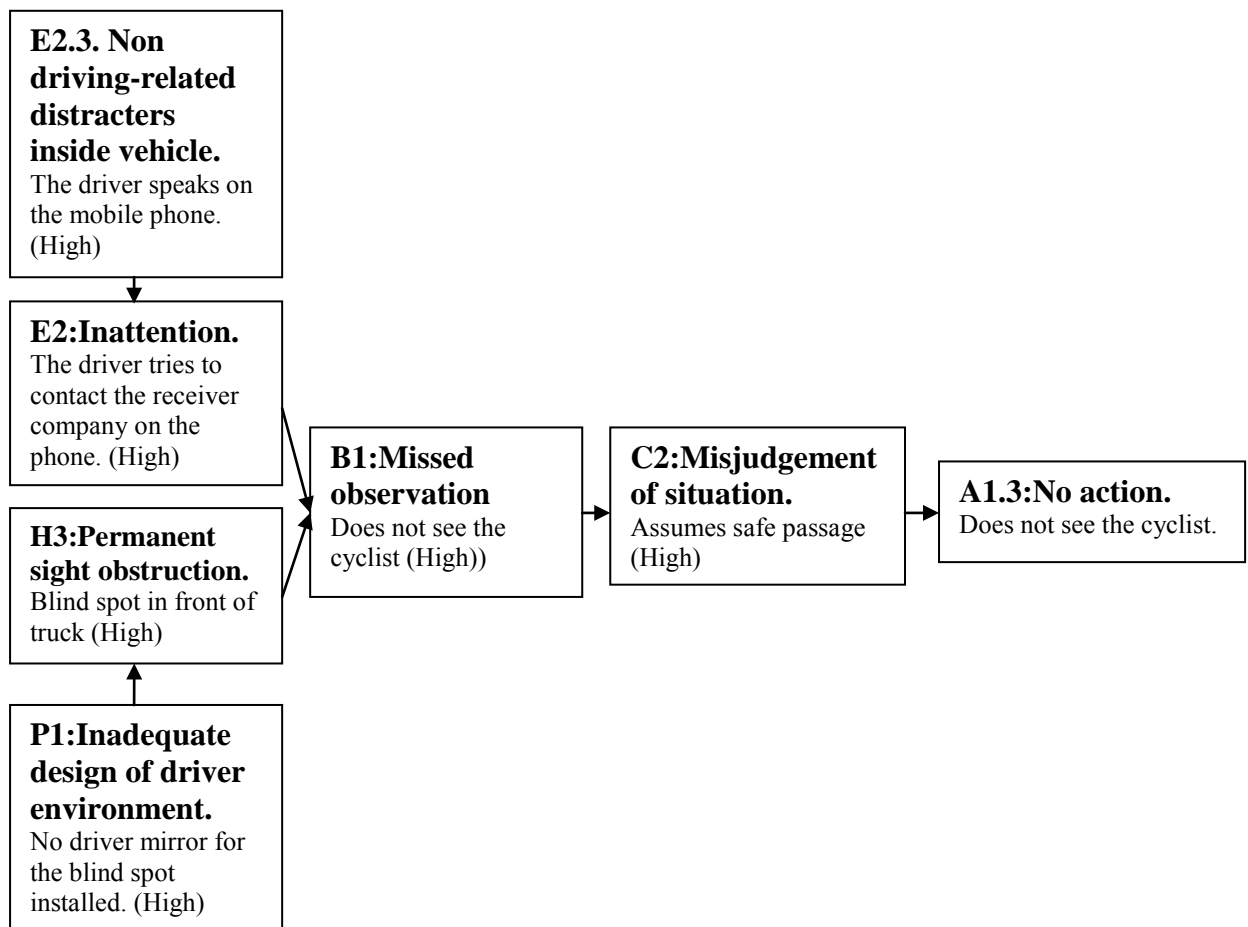 E2.3. Non
driving-related
distracters
inside vehicle.
The driver speaks on
the mobile phone.
(High)
E2:Inattention.
The driver tries to
contact the receiver
company on the
phone. (High)
H3:Permanent
sight obstruction.
Blind spot in front of
truck (High)
P1:Inadequate
design of driver
environment.
No driver mirror for
the blind spot
installed. (High)
B1:Missed
observation
Does not see the
cyclist (High))
C2:Misjudgement
of situation.
Assumes safe passage
(High)
A1.3:No action.
Does not see the cyclist.